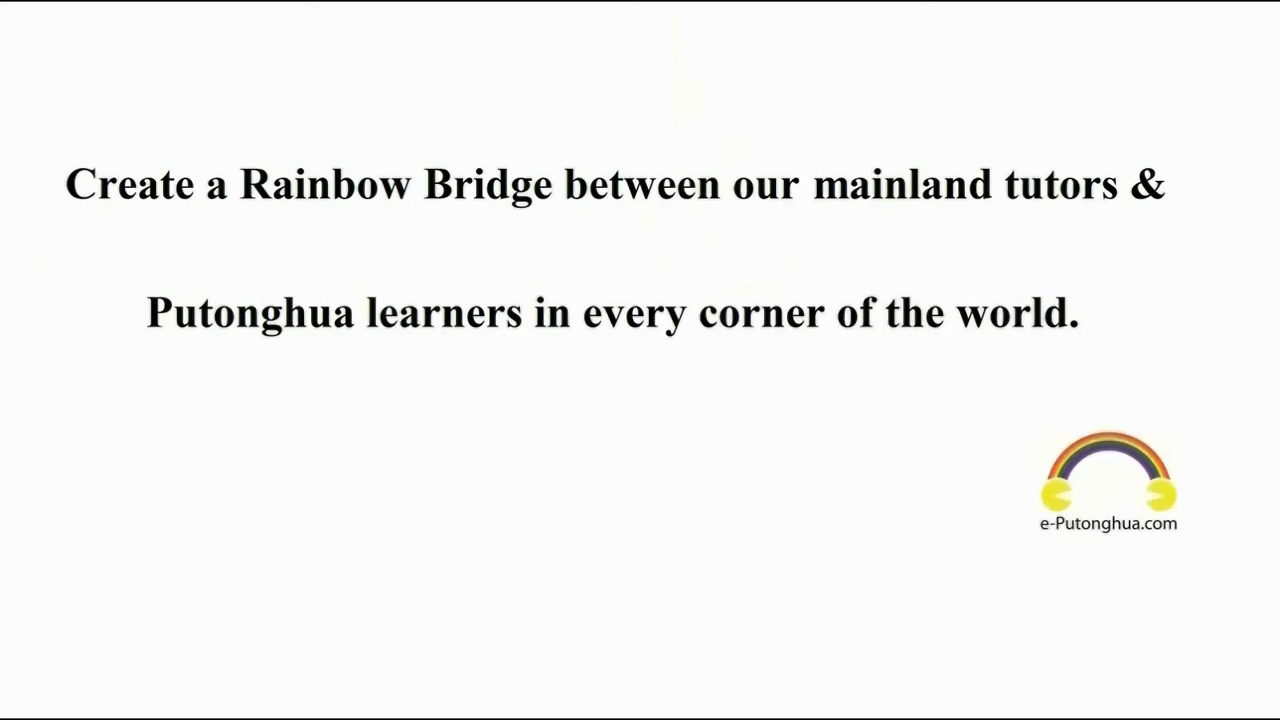 Create a Rainbow Bridge between our mainland tutors &
Putonghua learners in every corner of the world.
e-Putonghua.com